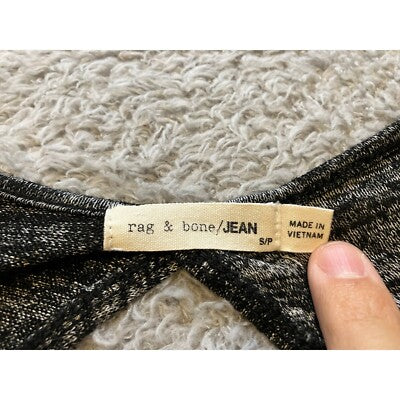 rag & bone/JEAN
S/P
MADE IN
VIETNAM